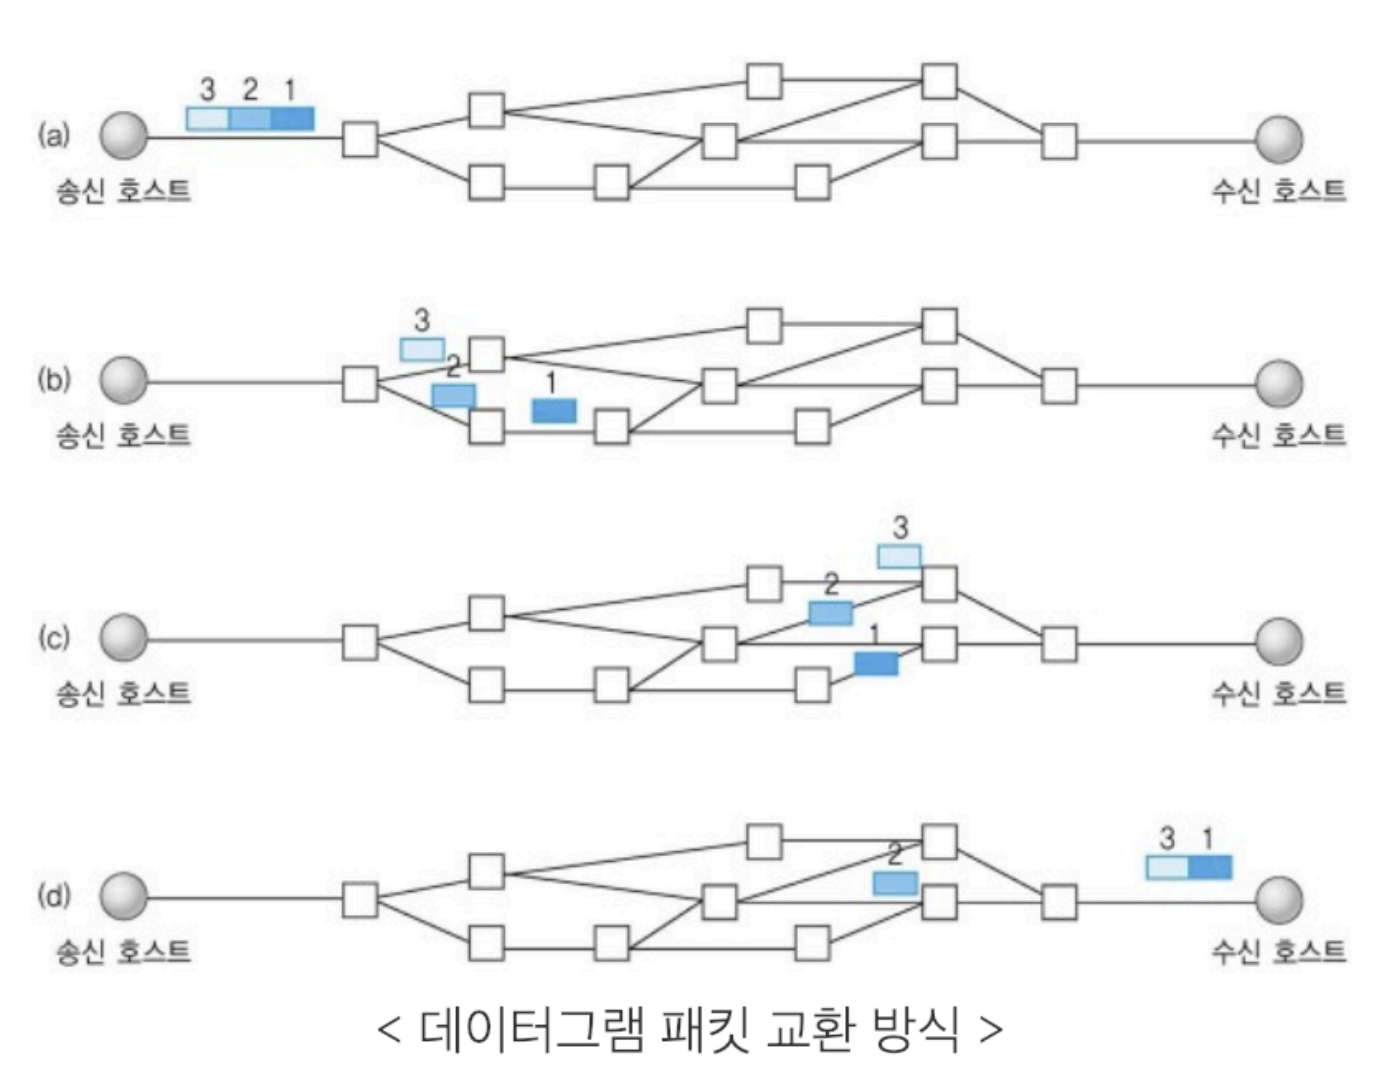 3 2 1
(a)
송신 호스트
수신 호스트
3
2
1
(b)
송신 호스트
수신 호스트
3
2
1
(c)
송신 호스트
수신 호스트
2
3 1
(d)
송신 호스트
수신 호스트
< 데이터그램 패킷 교환 방식 >